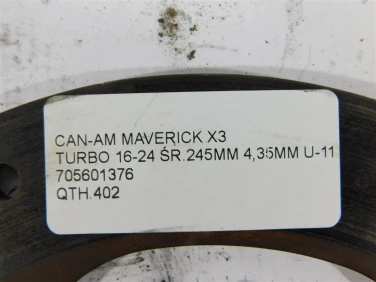 CAN-AM MAVERICK X3
TURBO 16-24 ŚR.245MM 4,35MM U-11
705601376
QTH.402